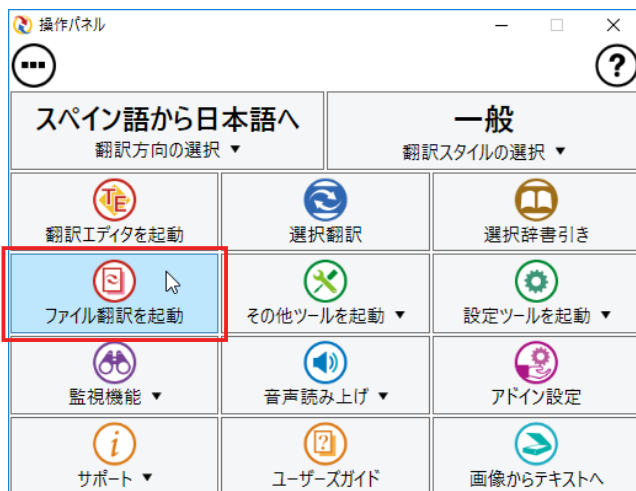 操作パネル
スペイン語から日本語へ
翻訳方向の選択 ▼
一般
翻訳スタイルの選択 ▼
TE
翻訳エディタを起動
選択翻訳
選択辞書引き
ファイル翻訳を起動
その他ツールを起動 ▼
設定ツールを起動 ▼
監視機能 ▼
音声読み上げ ▼
アドイン設定
サポート ▼
ユーザーズガイド
画像からテキストへ